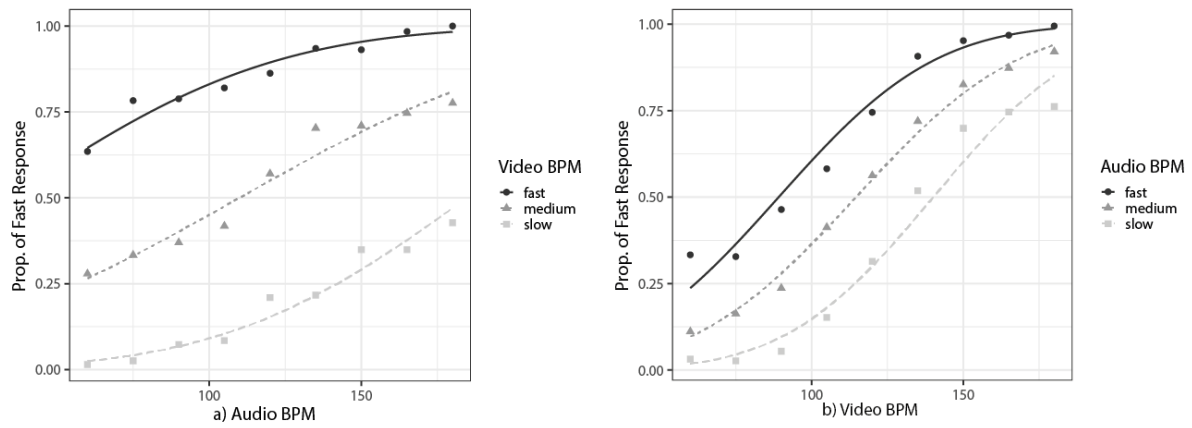 Prop. of Fast Response
1.00
0.75
0.50
0.25
0.00
100
150
a) Audio BPM
Video BPM
fast
medium
slow
Prop. of Fast Response
1.00
0.75
0.50
0.25
0.00
100
150
b) Video BPM
Audio BPM
fast
medium
slow